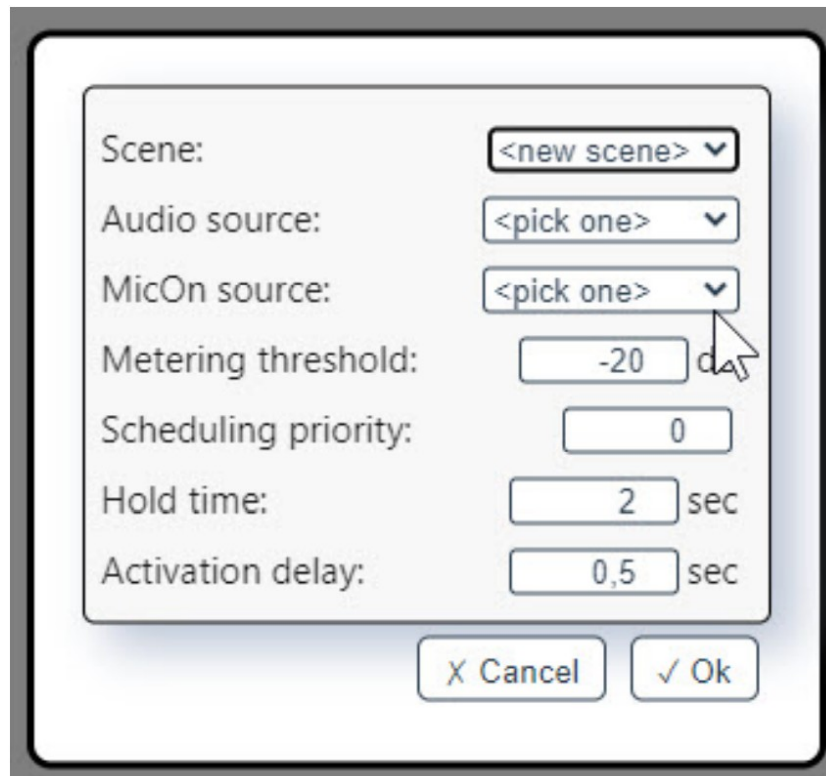 Scene: <new scene>
Audio source: <pick one>
MicOn source: <pick one>
Metering threshold: -20
Scheduling priority: 0
Hold time: 2 sec
Activation delay: 0,5 sec
X Cancel ✓ Ok